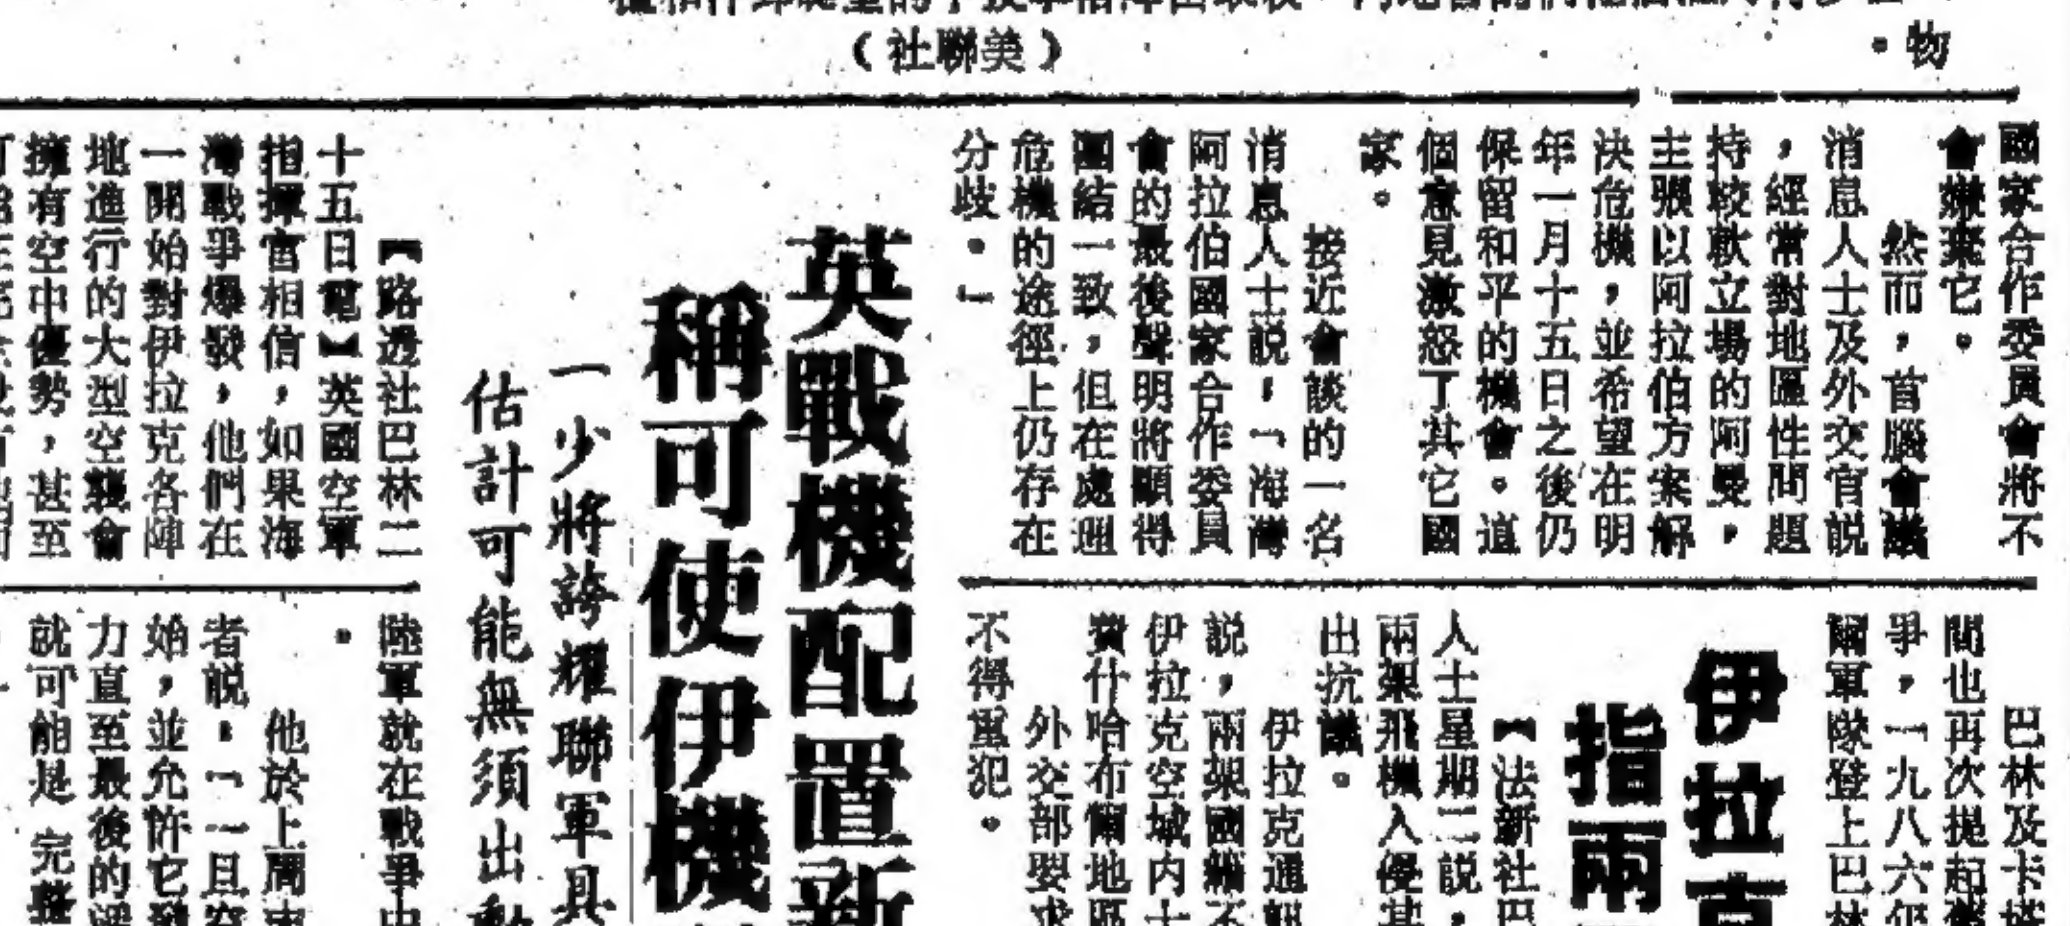 物。
（美聯社）
國家合作委員會將不
會嫌棄它。
然而，首腦會議
消息人士及外交官説
，經常對地區性問題
持較軟立場的阿曼，
主張以阿拉伯方案解
決危機，並希望在明
年一月十五日之後仍
保留和平的機會。這
個意見激怒了其它國
家。
接近會談的一名
消息人士説，「海灣
阿拉伯國家合作委員
會的最後聲明將顯得
團結一致，但在處理
危機的途徑上仍存在
分歧。」
英戰機配置新
稱可使伊機
一少將誇耀聯軍具
估計可能無須出動
【路透社巴林二
十五日電】英國空軍
指揮官相信，如果海
灣戰爭爆發，他們在
一開始對伊拉克各陣
地進行的大型空襲會
擁有空中優勢，甚至
巴林及卡塔
間也再次提起
爭，一九八六年
爾軍隊登上巴林
伊拉克
指兩
【法新社巴
人士星期二説，
兩架飛機入侵其
出抗議。
伊拉克通訊
説，兩架國籍不
伊拉克空域内
費什哈布爾地區
外交部要求
不得重犯。
陸軍就在戰爭中
。
他於上周
者説：「一旦空
始，並允許它發
力直至最後的
就可能是 完整